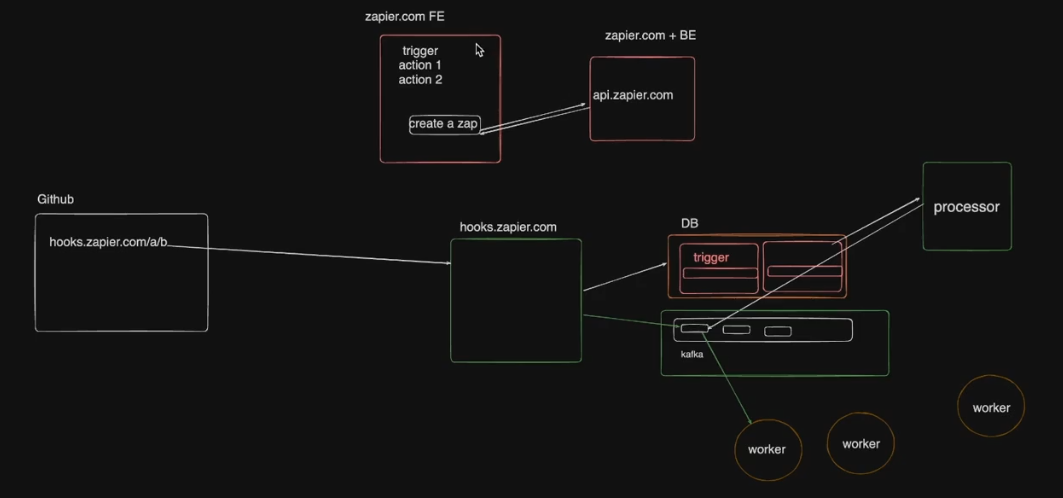 zapier.com FE
trigger
action 1
action 2
create a zap
zapier.com + BE
api.zapier.com
Github
hooks.zapier.com/a/b
hooks.zapier.com
DB
trigger
processor
kafka
worker
worker
worker